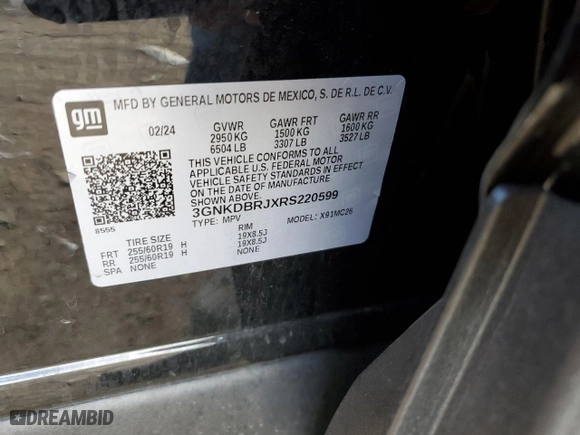 gm
MFD BY GENERAL MOTORS DE MEXICO, S. DE R.L. DE C.V.
02/24 GVWR GAWR FRT GAWR RR
2950 KG 1500 KG 1600 KG
6504 LB 3307 LB 3527 LB
THIS VEHICLE CONFORMS TO ALL
APPLICABLE U.S. FEDERAL MOTOR
VEHICLE SAFETY STANDARDS IN EFFECT
ON THE DATE OF MANUFACTURE
SHOWN ABOVE.
3GNKDBRJXRS220599
8555 TYPE: MPV MODEL: X91MC26
TIRE SIZE RIM
FRT 255/60R19 H 19X8.5J
RR 255/60R19 H 19X8.5J
SPA NONE NONE
DREAMBID